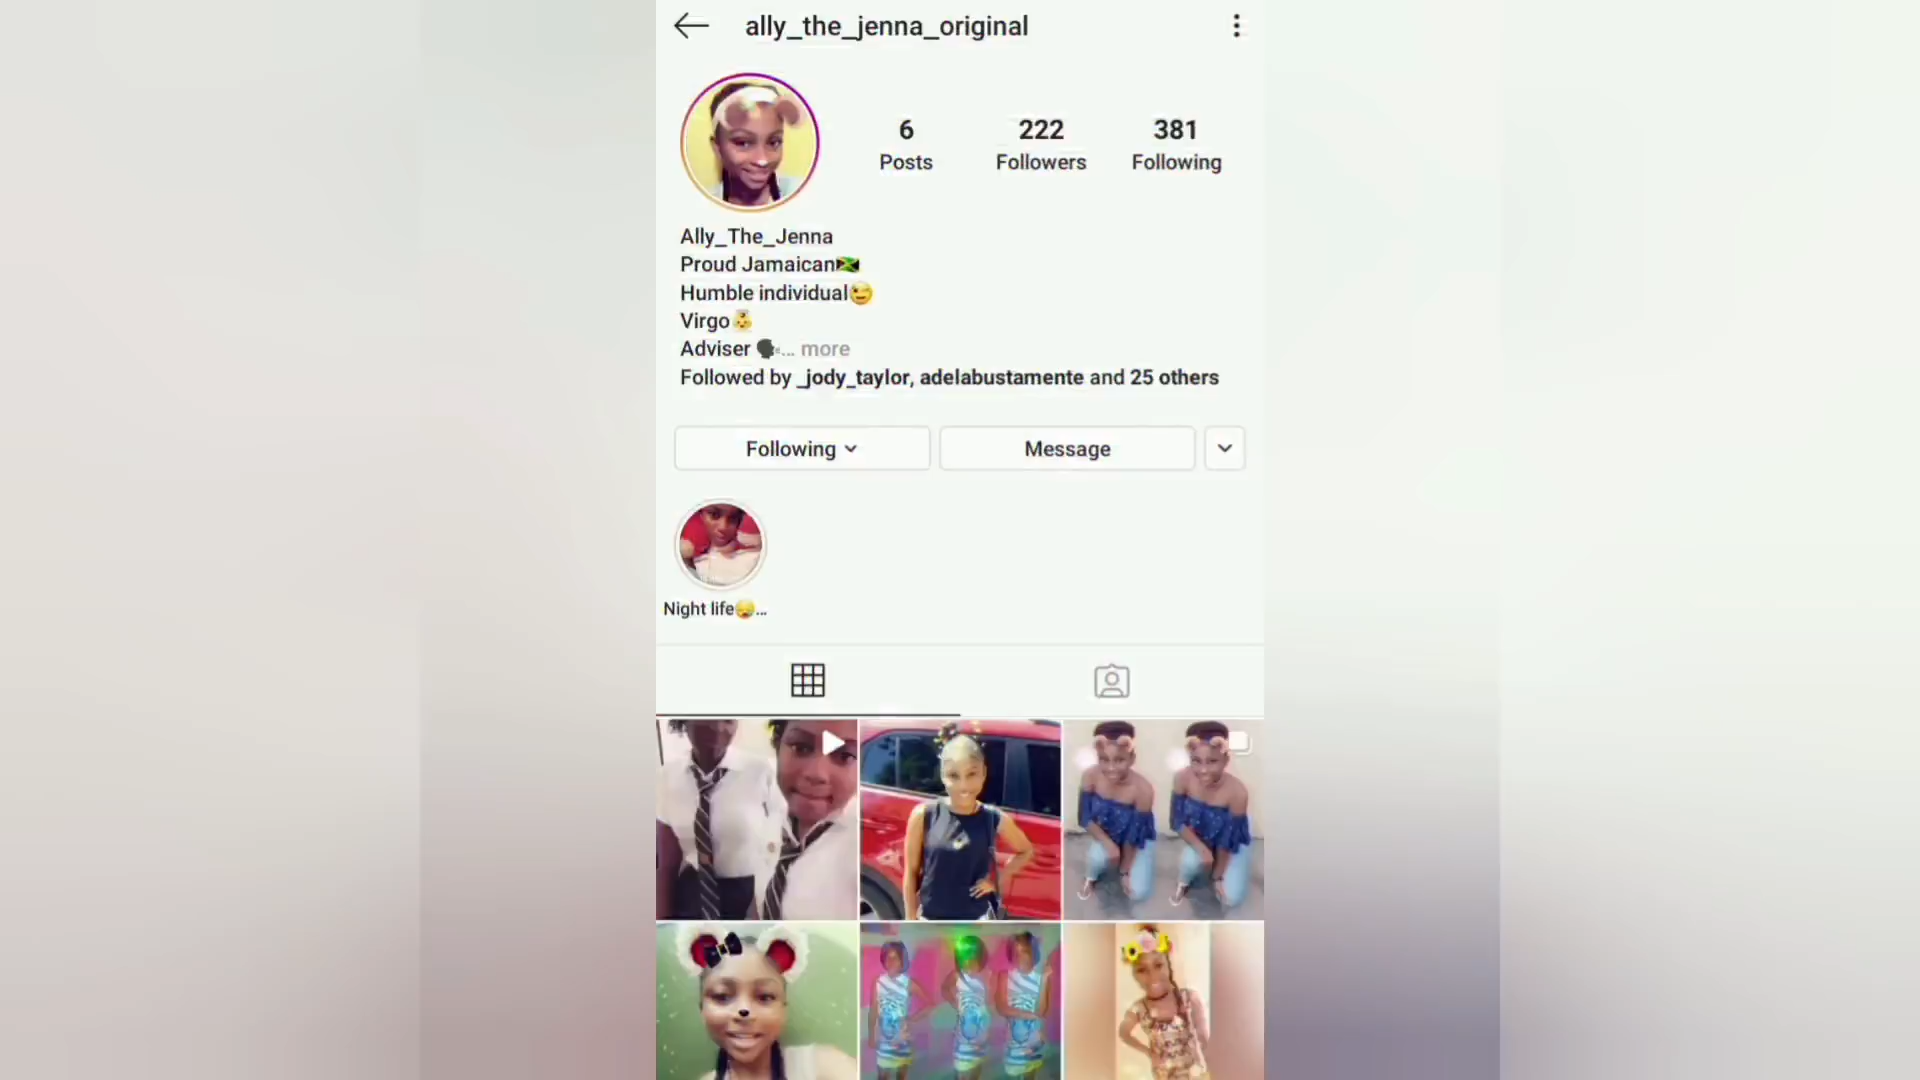 ally_the_jenna_original
6 222 381
Posts Followers Following
Ally_The_Jenna
Proud Jamaican🇯🇲
Humble individual😉
Virgo👼
Adviser 🗣... more
Followed by _jody_taylor, adelabustamente and 25 others
Following Message
Night life😪...